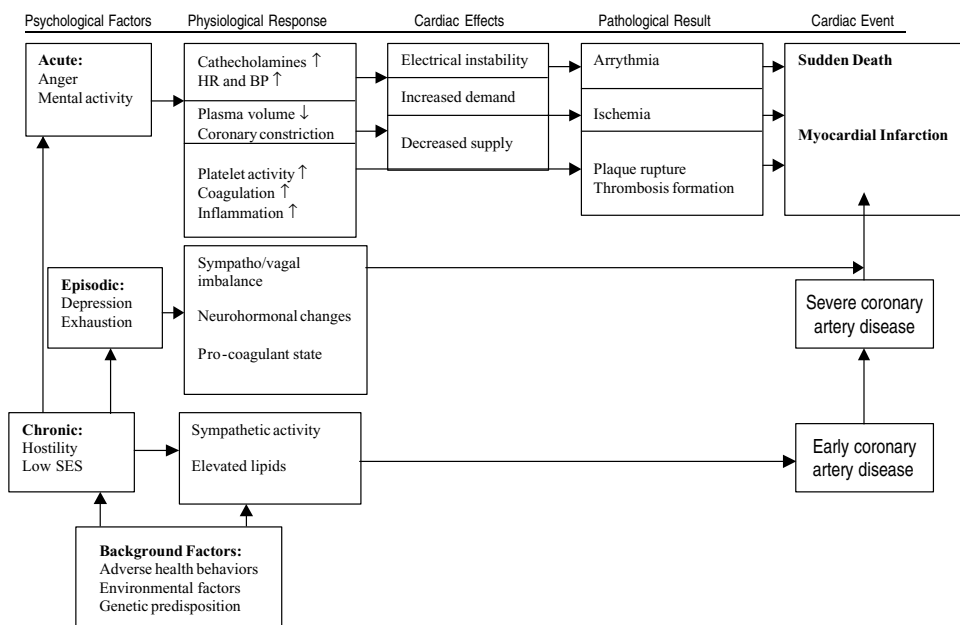 Psychological Factors Physiological Response Cardiac Effects Pathological Result Cardiac Event
Acute:
Anger
Mental activity
Cathecholamines ↑
HR and BP ↑
Plasma volume ↓
Coronary constriction
Platelet activity ↑
Coagulation ↑
Inflammation ↑
Electrical instability
Increased demand
Decreased supply
Arrythmia
Ischemia
Plaque rupture
Thrombosis formation
Sudden Death
Myocardial Infarction
Episodic:
Depression
Exhaustion
Sympatho/vagal
imbalance
Neurohormonal changes
Pro-coagulant state
Severe coronary
artery disease
Chronic:
Hostility
Low SES
Sympathetic activity
Elevated lipids
Early coronary
artery disease
Background Factors:
Adverse health behaviors
Environmental factors
Genetic predisposition